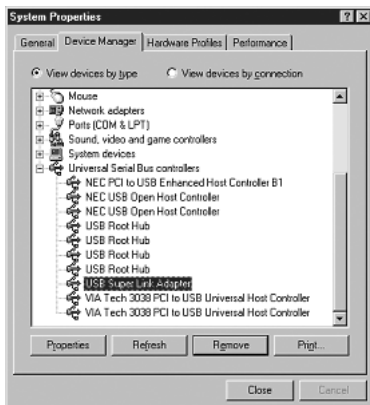 System Properties
General Device Manager Hardware Profiles Performance
View devices by type View devices by connection
Mouse
Network adapters
Ports (COM & LPT)
Sound, video and game controllers
System devices
Universal Serial Bus controllers
NEC PCI to USB Enhanced Host Controller B1
NEC USB Open Host Controller
NEC USB Open Host Controller
USB Root Hub
USB Root Hub
USB Root Hub
USB Root Hub
USB Super Link Adapter
VIA Tech 3038 PCI to USB Universal Host Controller
VIA Tech 3038 PCI to USB Universal Host Controller
Properties Refresh Remove Print...
Close Cancel